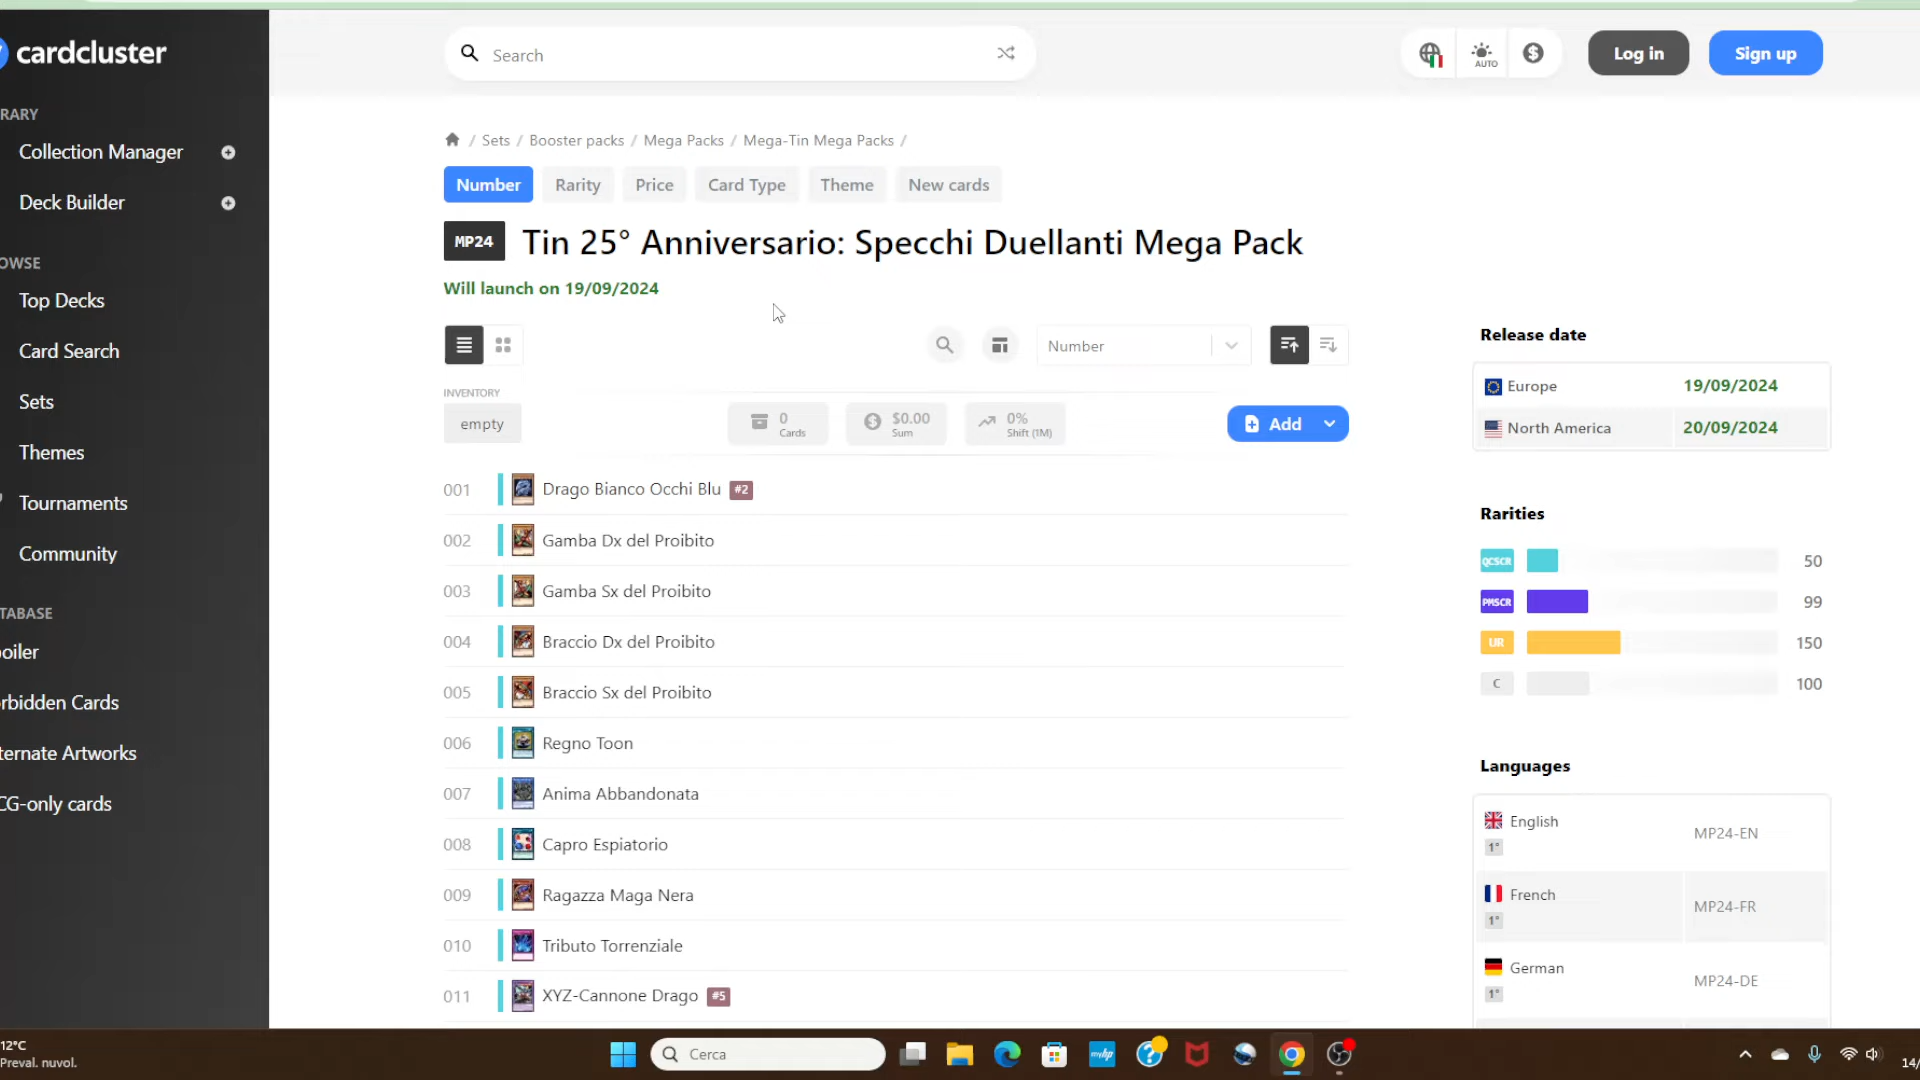 cardcluster
Search
AUTO
Log in
Sign up
RARY
Collection Manager
Deck Builder
OWSE
Top Decks
Card Search
Sets
Themes
Tournaments
Community
TABASE
oiler
rbidden Cards
ternate Artworks
CG-only cards
/ Sets / Booster packs / Mega Packs / Mega-Tin Mega Packs /
Number Rarity Price Card Type Theme New cards
MP24 Tin 25° Anniversario: Specchi Duellanti Mega Pack
Will launch on 19/09/2024
Number
INVENTORY
empty
0
Cards
$0.00
Sum
0%
Shift (1M)
Add
001 Drago Bianco Occhi Blu #2
002 Gamba Dx del Proibito
003 Gamba Sx del Proibito
004 Braccio Dx del Proibito
005 Braccio Sx del Proibito
006 Regno Toon
007 Anima Abbandonata
008 Capro Espiatorio
009 Ragazza Maga Nera
010 Tributo Torrenziale
011 XYZ-Cannone Drago #5
Release date
Europe 19/09/2024
North America 20/09/2024
Rarities
QCSCR 50
PMSCR 99
UR 150
C 100
Languages
English MP24-EN
1°
French MP24-FR
1°
German MP24-DE
1°
12°C
Preval. nuvol.
Cerca
myhp
14/